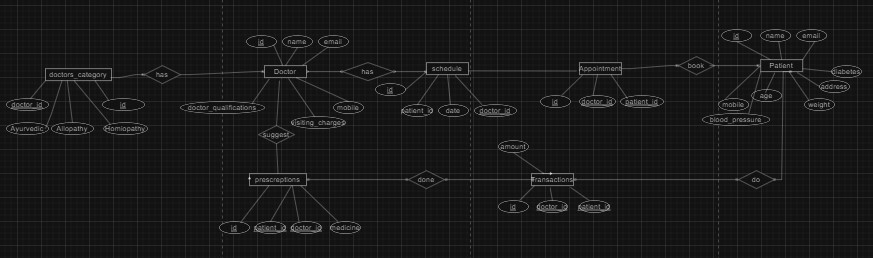 id
name
email
id
name
email
doctors_category
has
Doctor
has
schedule
Appointment
book
Patient
diabetes
address
weight
age
mobile
blood_pressure
doctor_id
id
Ayurvedic
Allopathy
Homiopathy
doctor_qualifications
visiting_charges
mobile
id
patient_id
date
doctor_id
id
doctor_id
patient_id
suggest
amount
prescreptions
done
Transactions
do
id
patient_id
doctor_id
medicine
id
doctor_id
patient_id